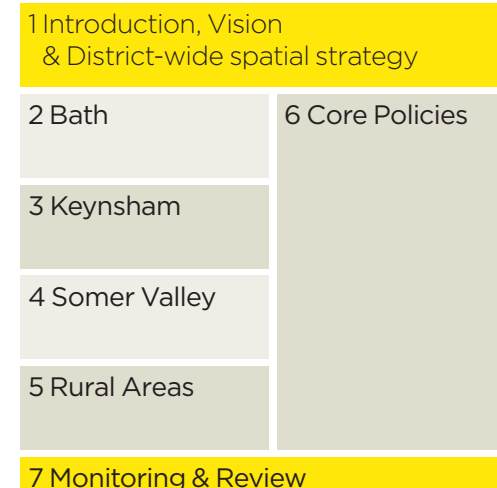 1 Introduction, Vision
& District-wide spatial strategy
2 Bath
6 Core Policies
3 Keynsham
4 Somer Valley
5 Rural Areas
7 Monitoring & Review